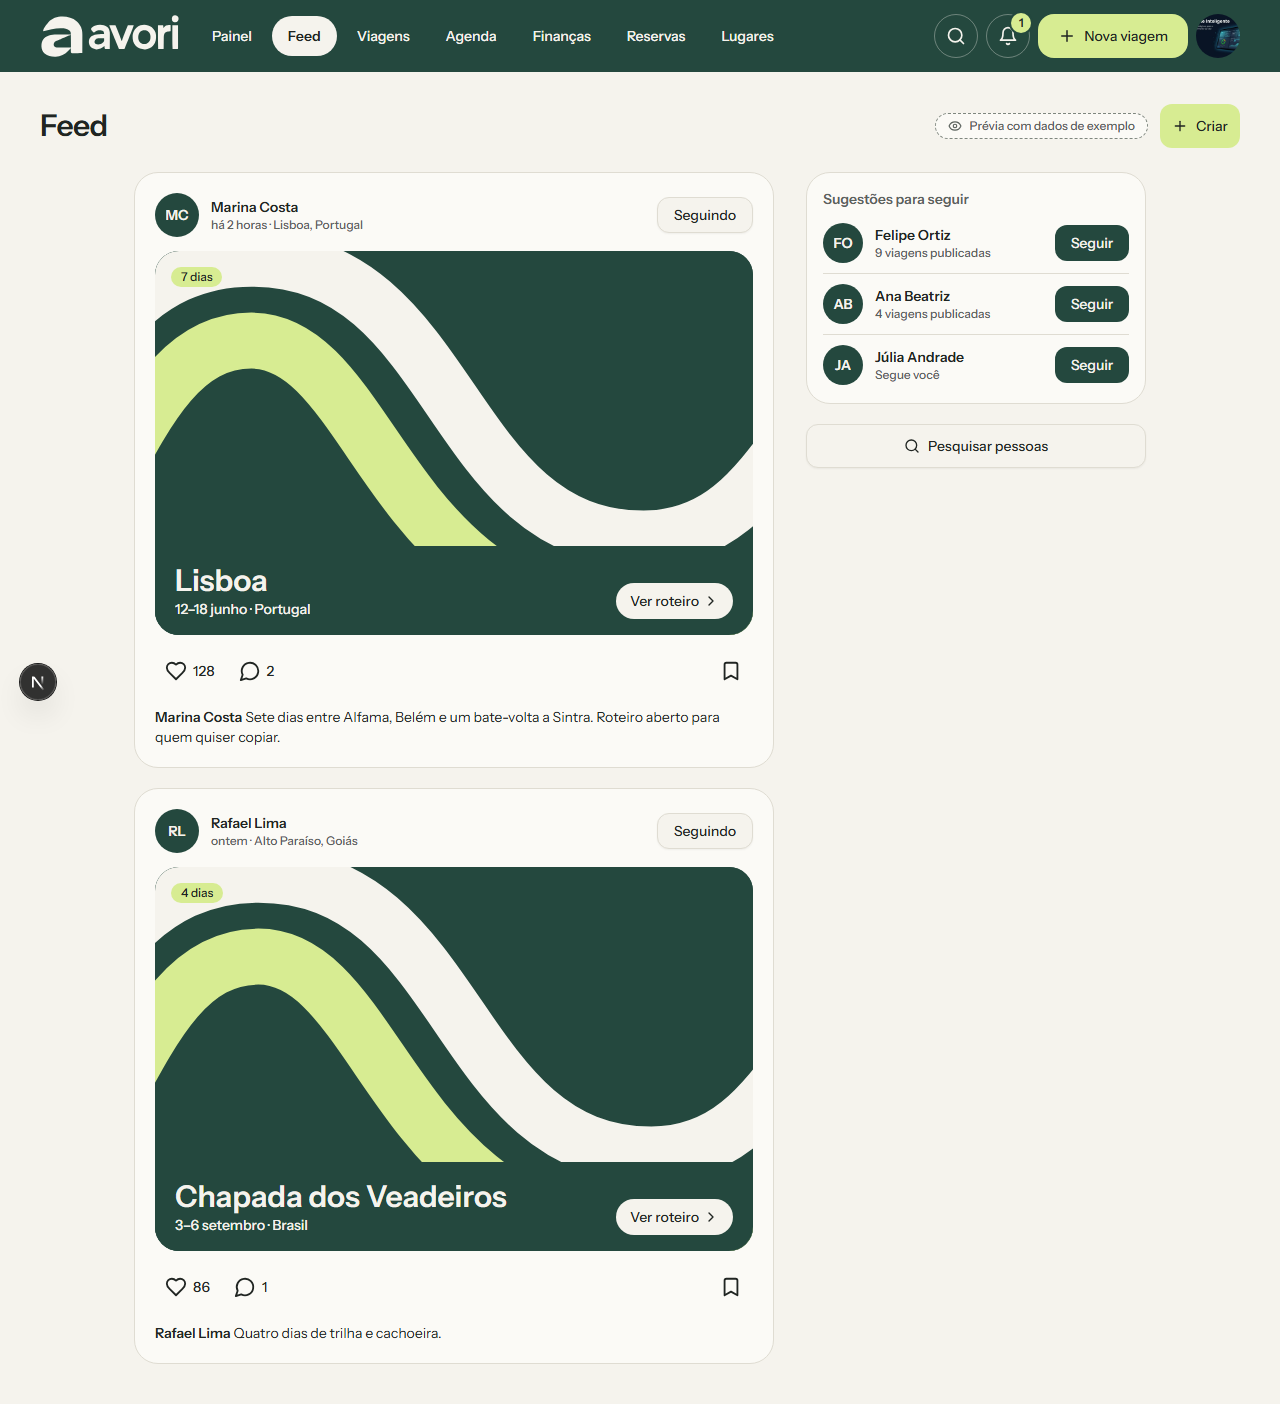 avori
Painel
Feed
Viagens
Agenda
Finanças
Reservas
Lugares
1
Nova viagem
Feed
Prévia com dados de exemplo
Criar
MC
Marina Costa
há 2 horas · Lisboa, Portugal
Seguindo
7 dias
Lisboa
12–18 junho · Portugal
Ver roteiro
128
2
Marina Costa Sete dias entre Alfama, Belém e um bate-volta a Sintra. Roteiro aberto para
quem quiser copiar.
RL
Rafael Lima
ontem · Alto Paraíso, Goiás
Seguindo
4 dias
Chapada dos Veadeiros
3–6 setembro · Brasil
Ver roteiro
86
1
Rafael Lima Quatro dias de trilha e cachoeira.
Sugestões para seguir
FO
Felipe Ortiz
9 viagens publicadas
Seguir
AB
Ana Beatriz
4 viagens publicadas
Seguir
JA
Júlia Andrade
Segue você
Seguir
Pesquisar pessoas
N